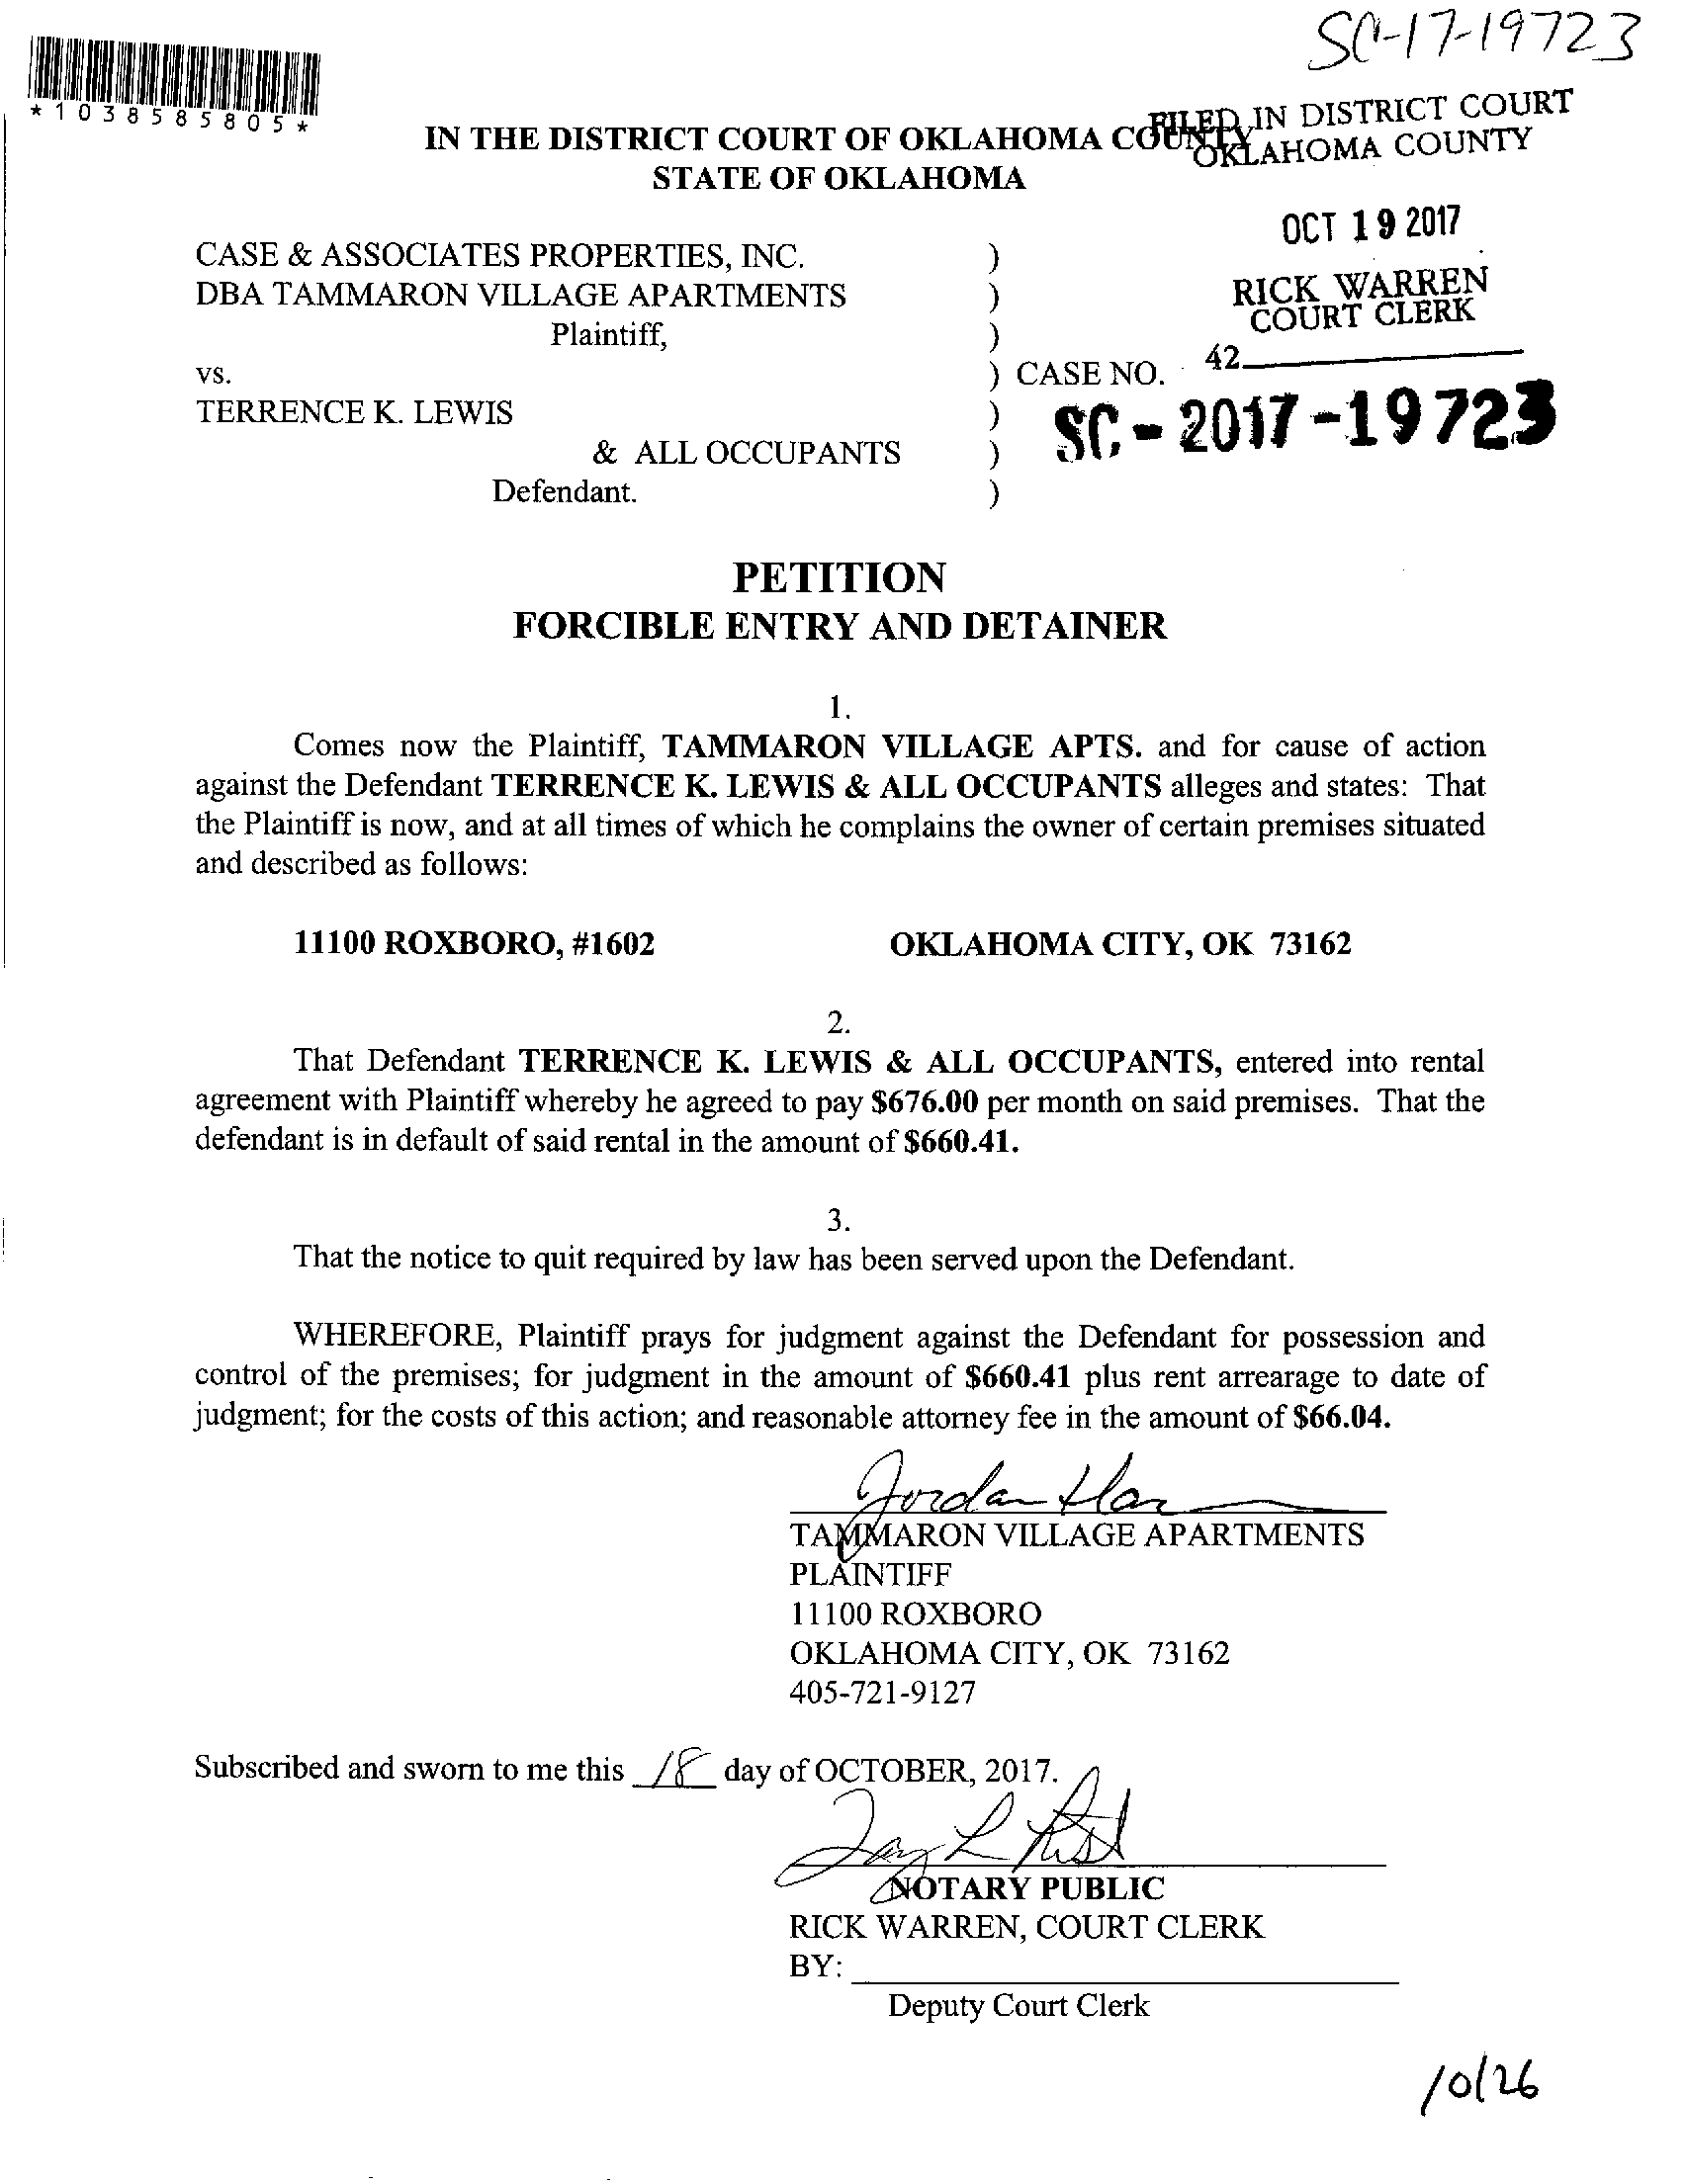 SC-17-19723
*1038585805*
FILED IN DISTRICT COURT
OKLAHOMA COUNTY
IN THE DISTRICT COURT OF OKLAHOMA COUNTY
STATE OF OKLAHOMA
OCT 19 2017
RICK WARREN
COURT CLERK
42
CASE & ASSOCIATES PROPERTIES, INC. )
DBA TAMMARON VILLAGE APARTMENTS )
Plaintiff, )
vs. ) CASE NO.
TERRENCE K. LEWIS ) SC - 2017 - 19723
& ALL OCCUPANTS )
Defendant. )
PETITION
FORCIBLE ENTRY AND DETAINER
1.
Comes now the Plaintiff, TAMMARON VILLAGE APTS. and for cause of action
against the Defendant TERRENCE K. LEWIS & ALL OCCUPANTS alleges and states: That
the Plaintiff is now, and at all times of which he complains the owner of certain premises situated
and described as follows:
11100 ROXBORO, #1602 OKLAHOMA CITY, OK 73162
2.
That Defendant TERRENCE K. LEWIS & ALL OCCUPANTS, entered into rental
agreement with Plaintiff whereby he agreed to pay $676.00 per month on said premises. That the
defendant is in default of said rental in the amount of $660.41.
3.
That the notice to quit required by law has been served upon the Defendant.
WHEREFORE, Plaintiff prays for judgment against the Defendant for possession and
control of the premises; for judgment in the amount of $660.41 plus rent arrearage to date of
judgment; for the costs of this action; and reasonable attorney fee in the amount of $66.04.
Jordan
TAMMARON VILLAGE APARTMENTS
PLAINTIFF
11100 ROXBORO
OKLAHOMA CITY, OK 73162
405-721-9127
Subscribed and sworn to me this 18 day of OCTOBER, 2017.
NOTARY PUBLIC
RICK WARREN, COURT CLERK
BY:
Deputy Court Clerk
10/26